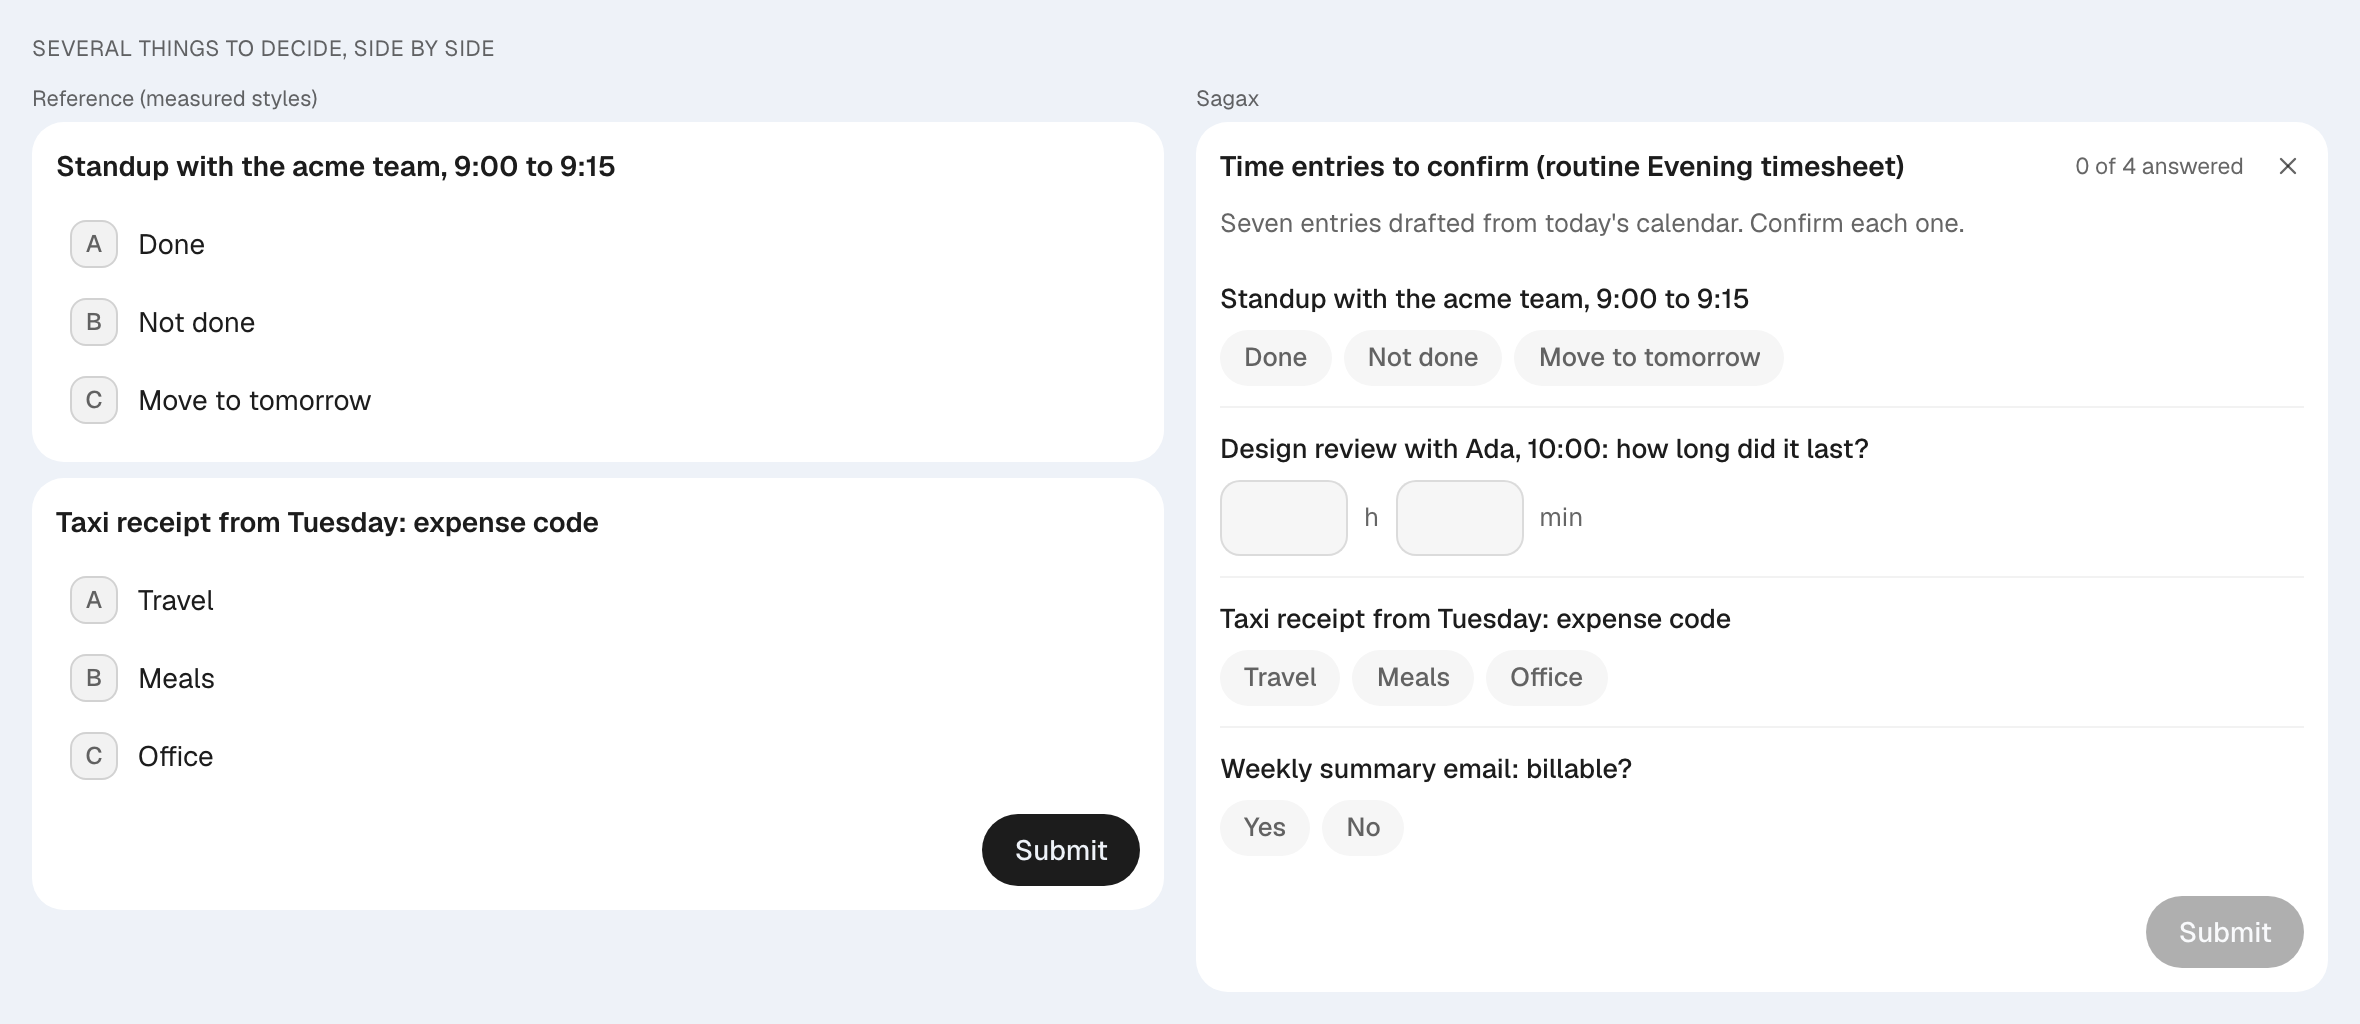 SEVERAL THINGS TO DECIDE, SIDE BY SIDE
Reference (measured styles)
Standup with the acme team, 9:00 to 9:15
A Done
B Not done
C Move to tomorrow
Taxi receipt from Tuesday: expense code
A Travel
B Meals
C Office
Submit
Sagax
Time entries to confirm (routine Evening timesheet) 0 of 4 answered
Seven entries drafted from today's calendar. Confirm each one.
Standup with the acme team, 9:00 to 9:15
Done Not done Move to tomorrow
Design review with Ada, 10:00: how long did it last?
h min
Taxi receipt from Tuesday: expense code
Travel Meals Office
Weekly summary email: billable?
Yes No
Submit